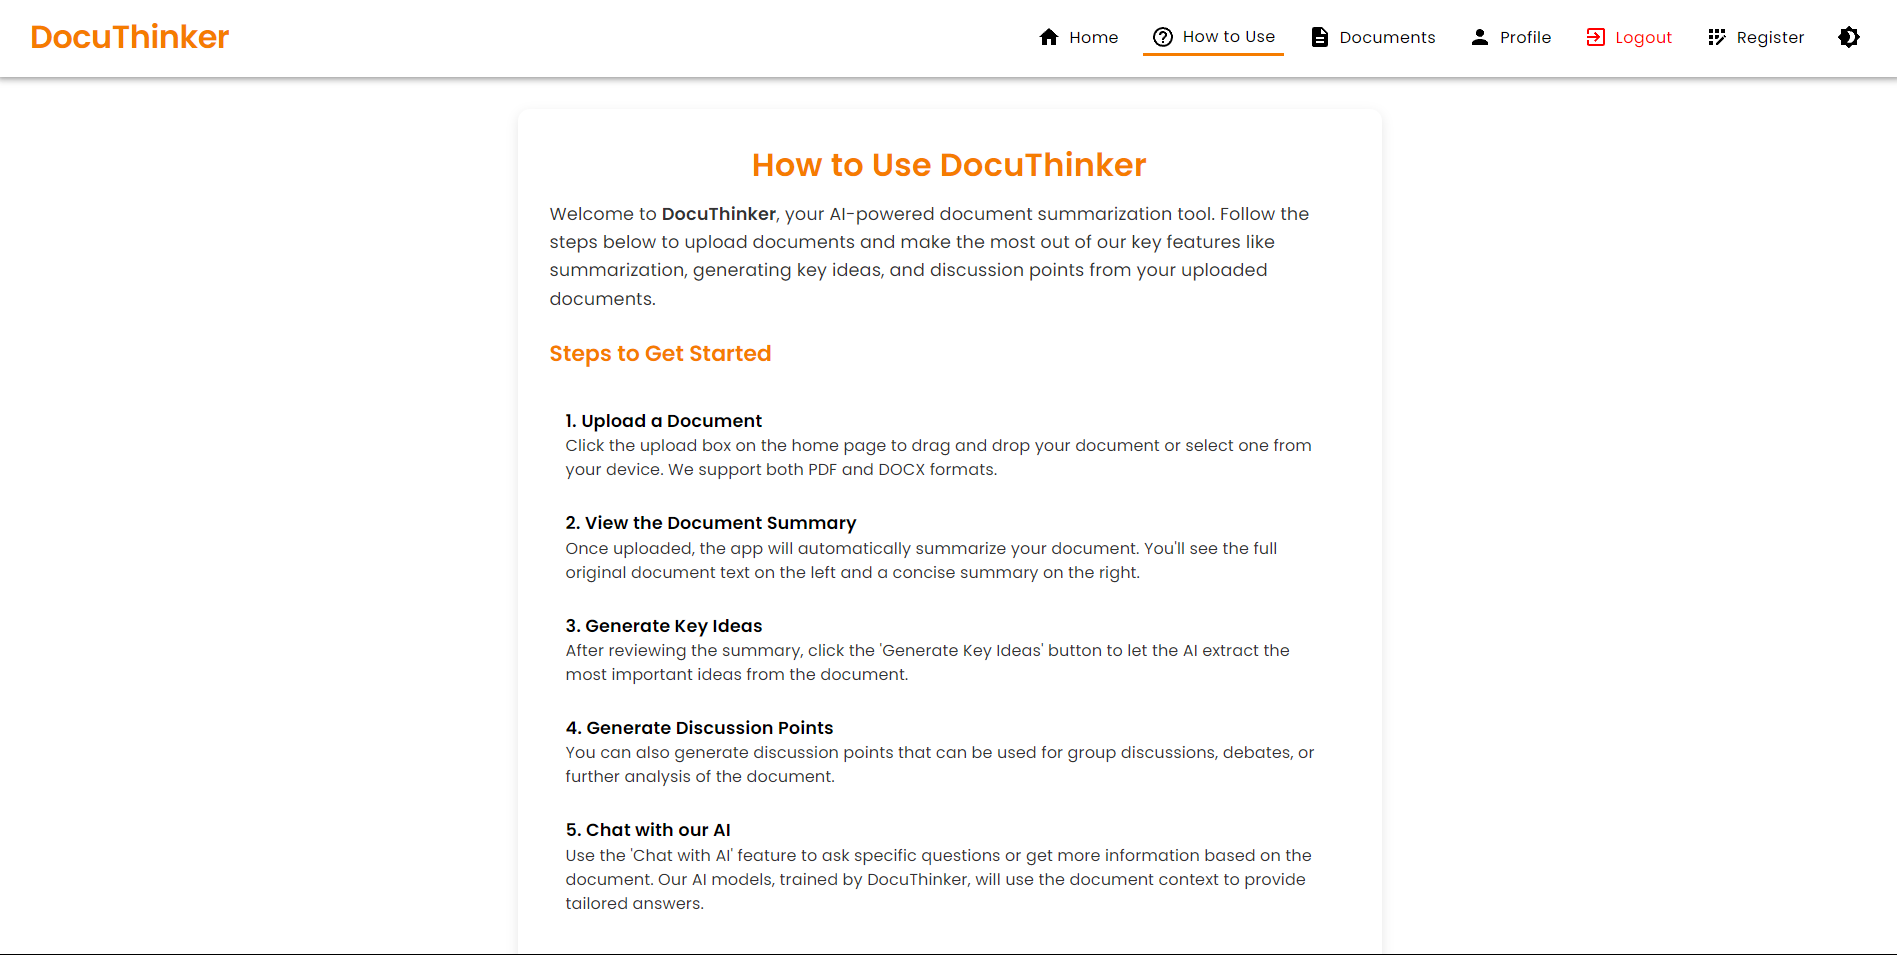 DocuThinker
Home
How to Use
Documents
Profile
Logout
Register
How to Use DocuThinker
Welcome to DocuThinker, your AI-powered document summarization tool. Follow the
steps below to upload documents and make the most out of our key features like
summarization, generating key ideas, and discussion points from your uploaded
documents.
Steps to Get Started
1. Upload a Document
Click the upload box on the home page to drag and drop your document or select one from
your device. We support both PDF and DOCX formats.
2. View the Document Summary
Once uploaded, the app will automatically summarize your document. You'll see the full
original document text on the left and a concise summary on the right.
3. Generate Key Ideas
After reviewing the summary, click the 'Generate Key Ideas' button to let the AI extract the
most important ideas from the document.
4. Generate Discussion Points
You can also generate discussion points that can be used for group discussions, debates, or
further analysis of the document.
5. Chat with our AI
Use the 'Chat with AI' feature to ask specific questions or get more information based on the
document. Our AI models, trained by DocuThinker, will use the document context to provide
tailored answers.